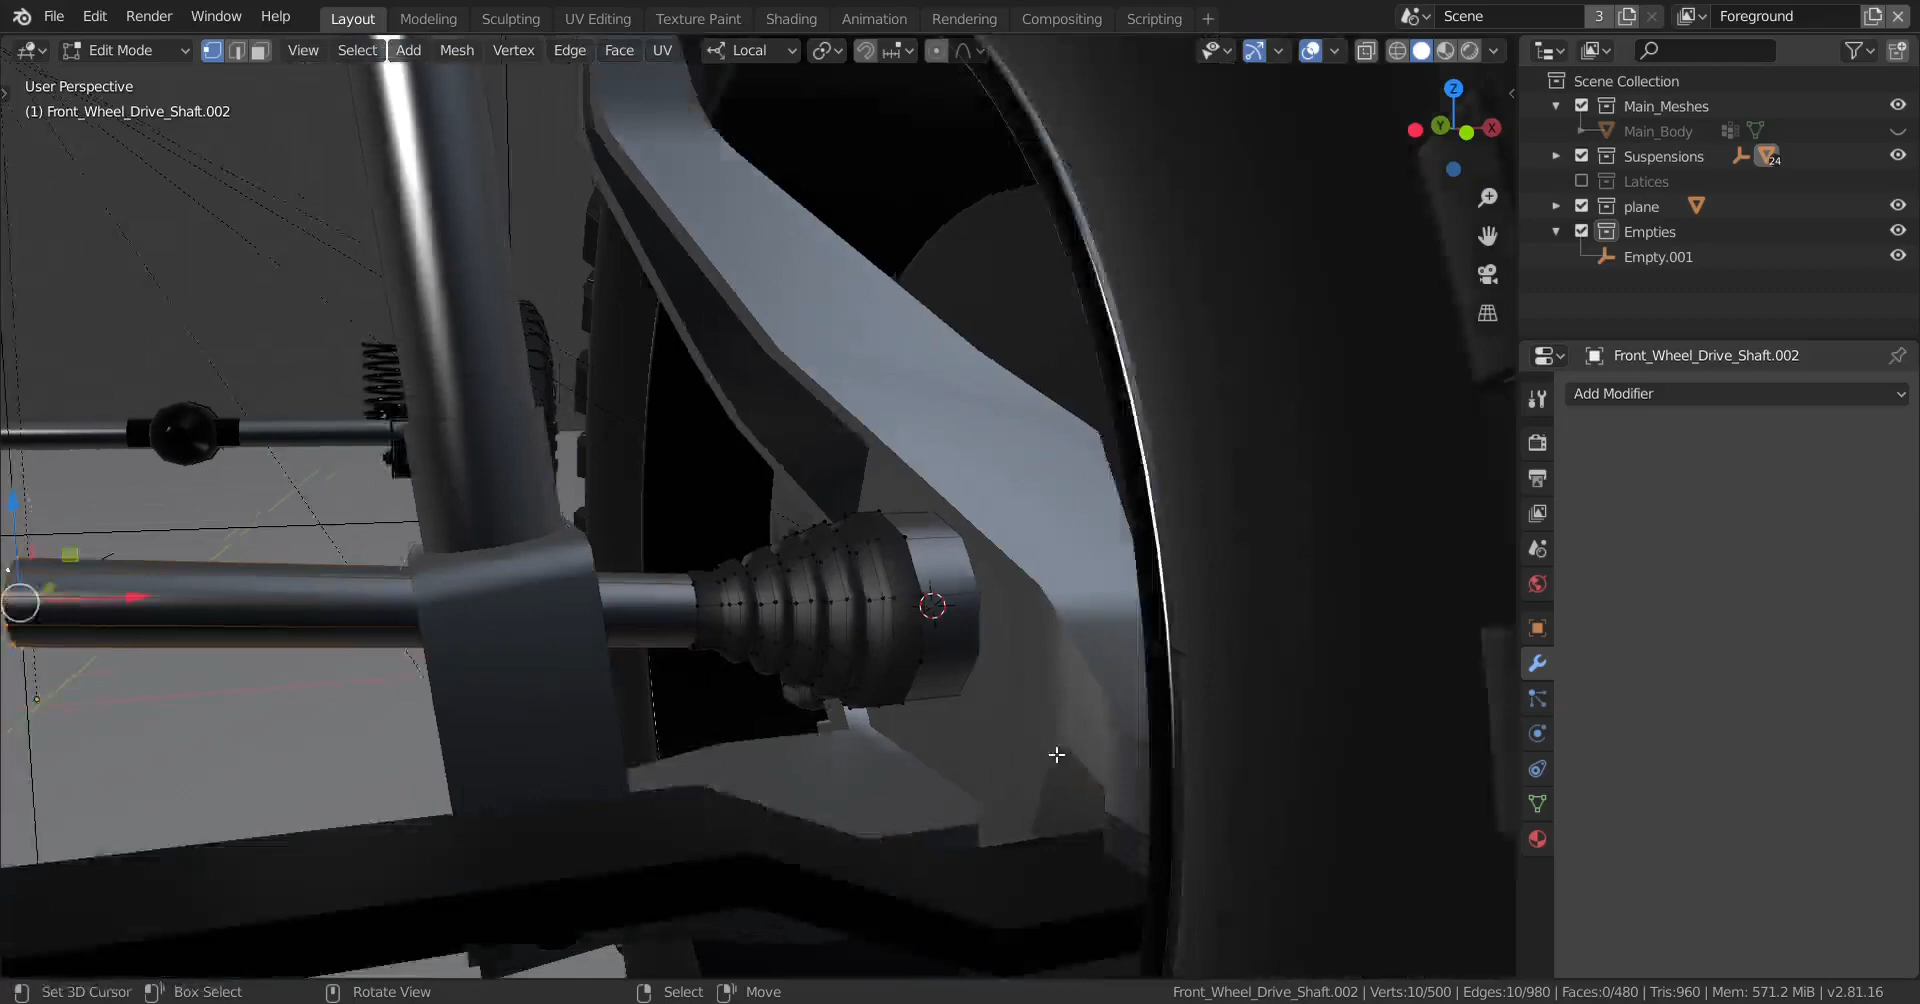 File Edit Render Window Help Layout Modeling Sculpting UV Editing Texture Paint Shading Animation Rendering Compositing Scripting + Scene 3 Foreground
Edit Mode View Select Add Mesh Vertex Edge Face UV Local
User Perspective
(1) Front_Wheel_Drive_Shaft.002
Z
Y
X
Scene Collection
Main_Meshes
Main_Body
Suspensions 24
Latices
plane
Empties
Empty.001
Front_Wheel_Drive_Shaft.002
Add Modifier
Set 3D Cursor Box Select Rotate View Select Move Front_Wheel_Drive_Shaft.002 | Verts:10/500 | Edges:10/980 | Faces:0/480 | Tris:960 | Mem: 571.2 MiB | v2.81.16